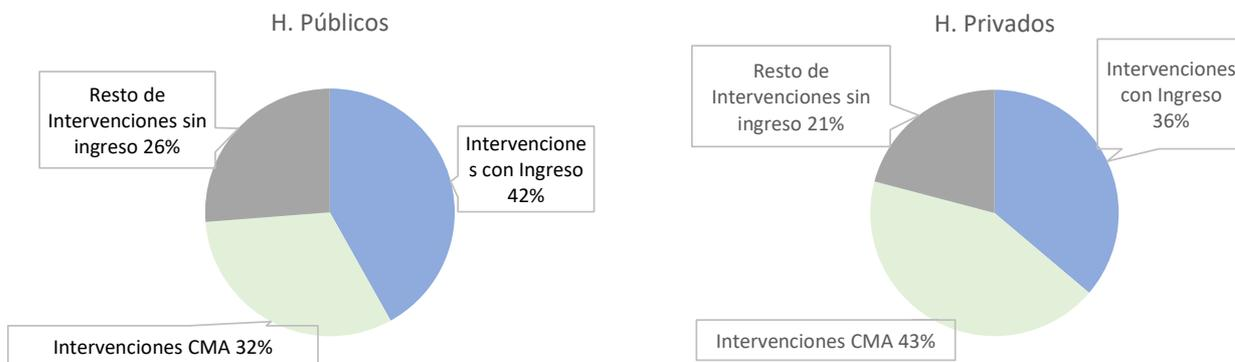 H. Públicos
Resto de
Intervenciones sin
ingreso 26%
Intervencione
s con Ingreso
42%
Intervenciones CMA 32%
H. Privados
Resto de
Intervenciones sin
ingreso 21%
Intervenciones
con Ingreso
36%
Intervenciones CMA 43%